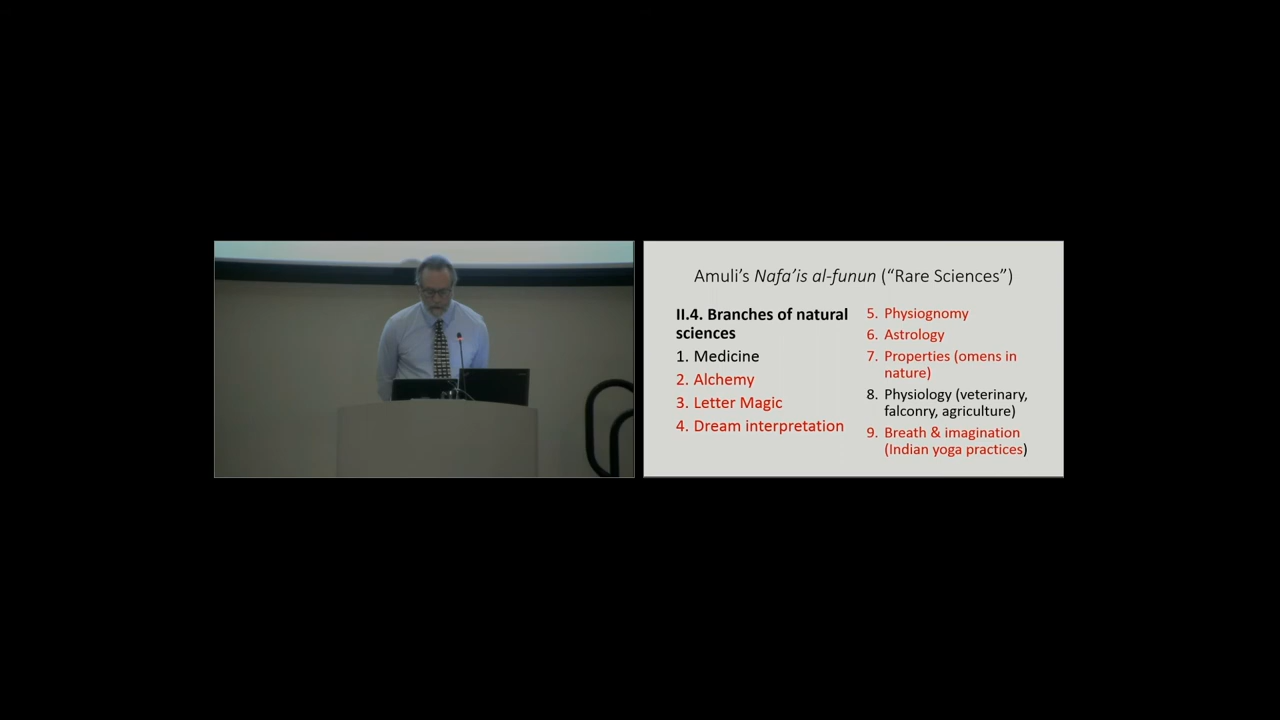 Amuli’s Nafa’is al-funun (“Rare Sciences”)
II.4. Branches of natural
sciences
1. Medicine
2. Alchemy
3. Letter Magic
4. Dream interpretation
5. Physiognomy
6. Astrology
7. Properties (omens in
nature)
8. Physiology (veterinary,
falconry, agriculture)
9. Breath & imagination
(Indian yoga practices)